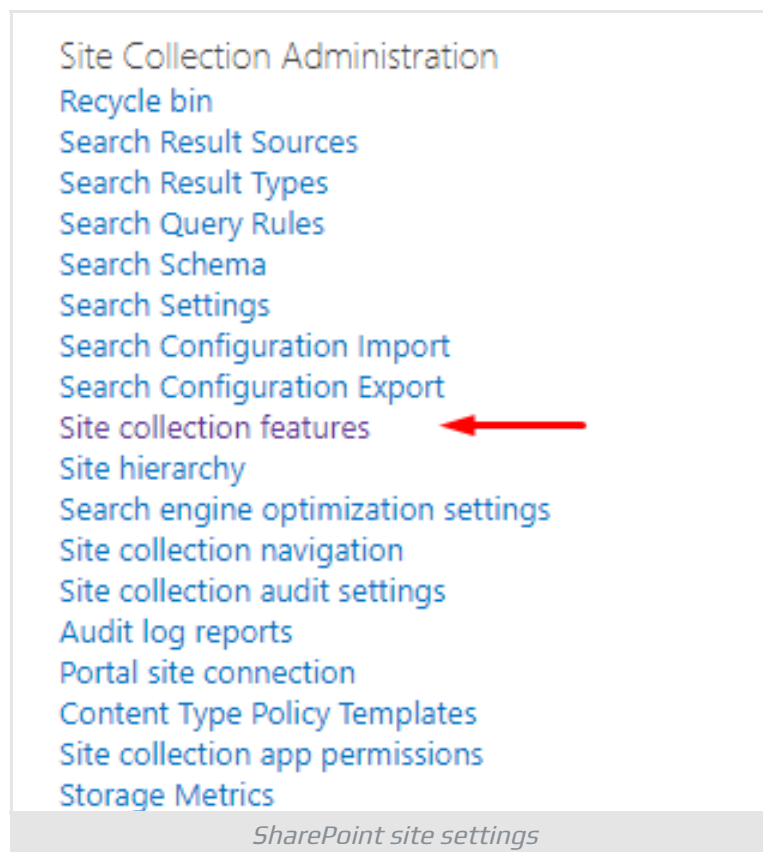 Site Collection Administration
Recycle bin
Search Result Sources
Search Result Types
Search Query Rules
Search Schema
Search Settings
Search Configuration Import
Search Configuration Export
Site collection features
Site hierarchy
Search engine optimization settings
Site collection navigation
Site collection audit settings
Audit log reports
Portal site connection
Content Type Policy Templates
Site collection app permissions
Storage Metrics
SharePoint site settings